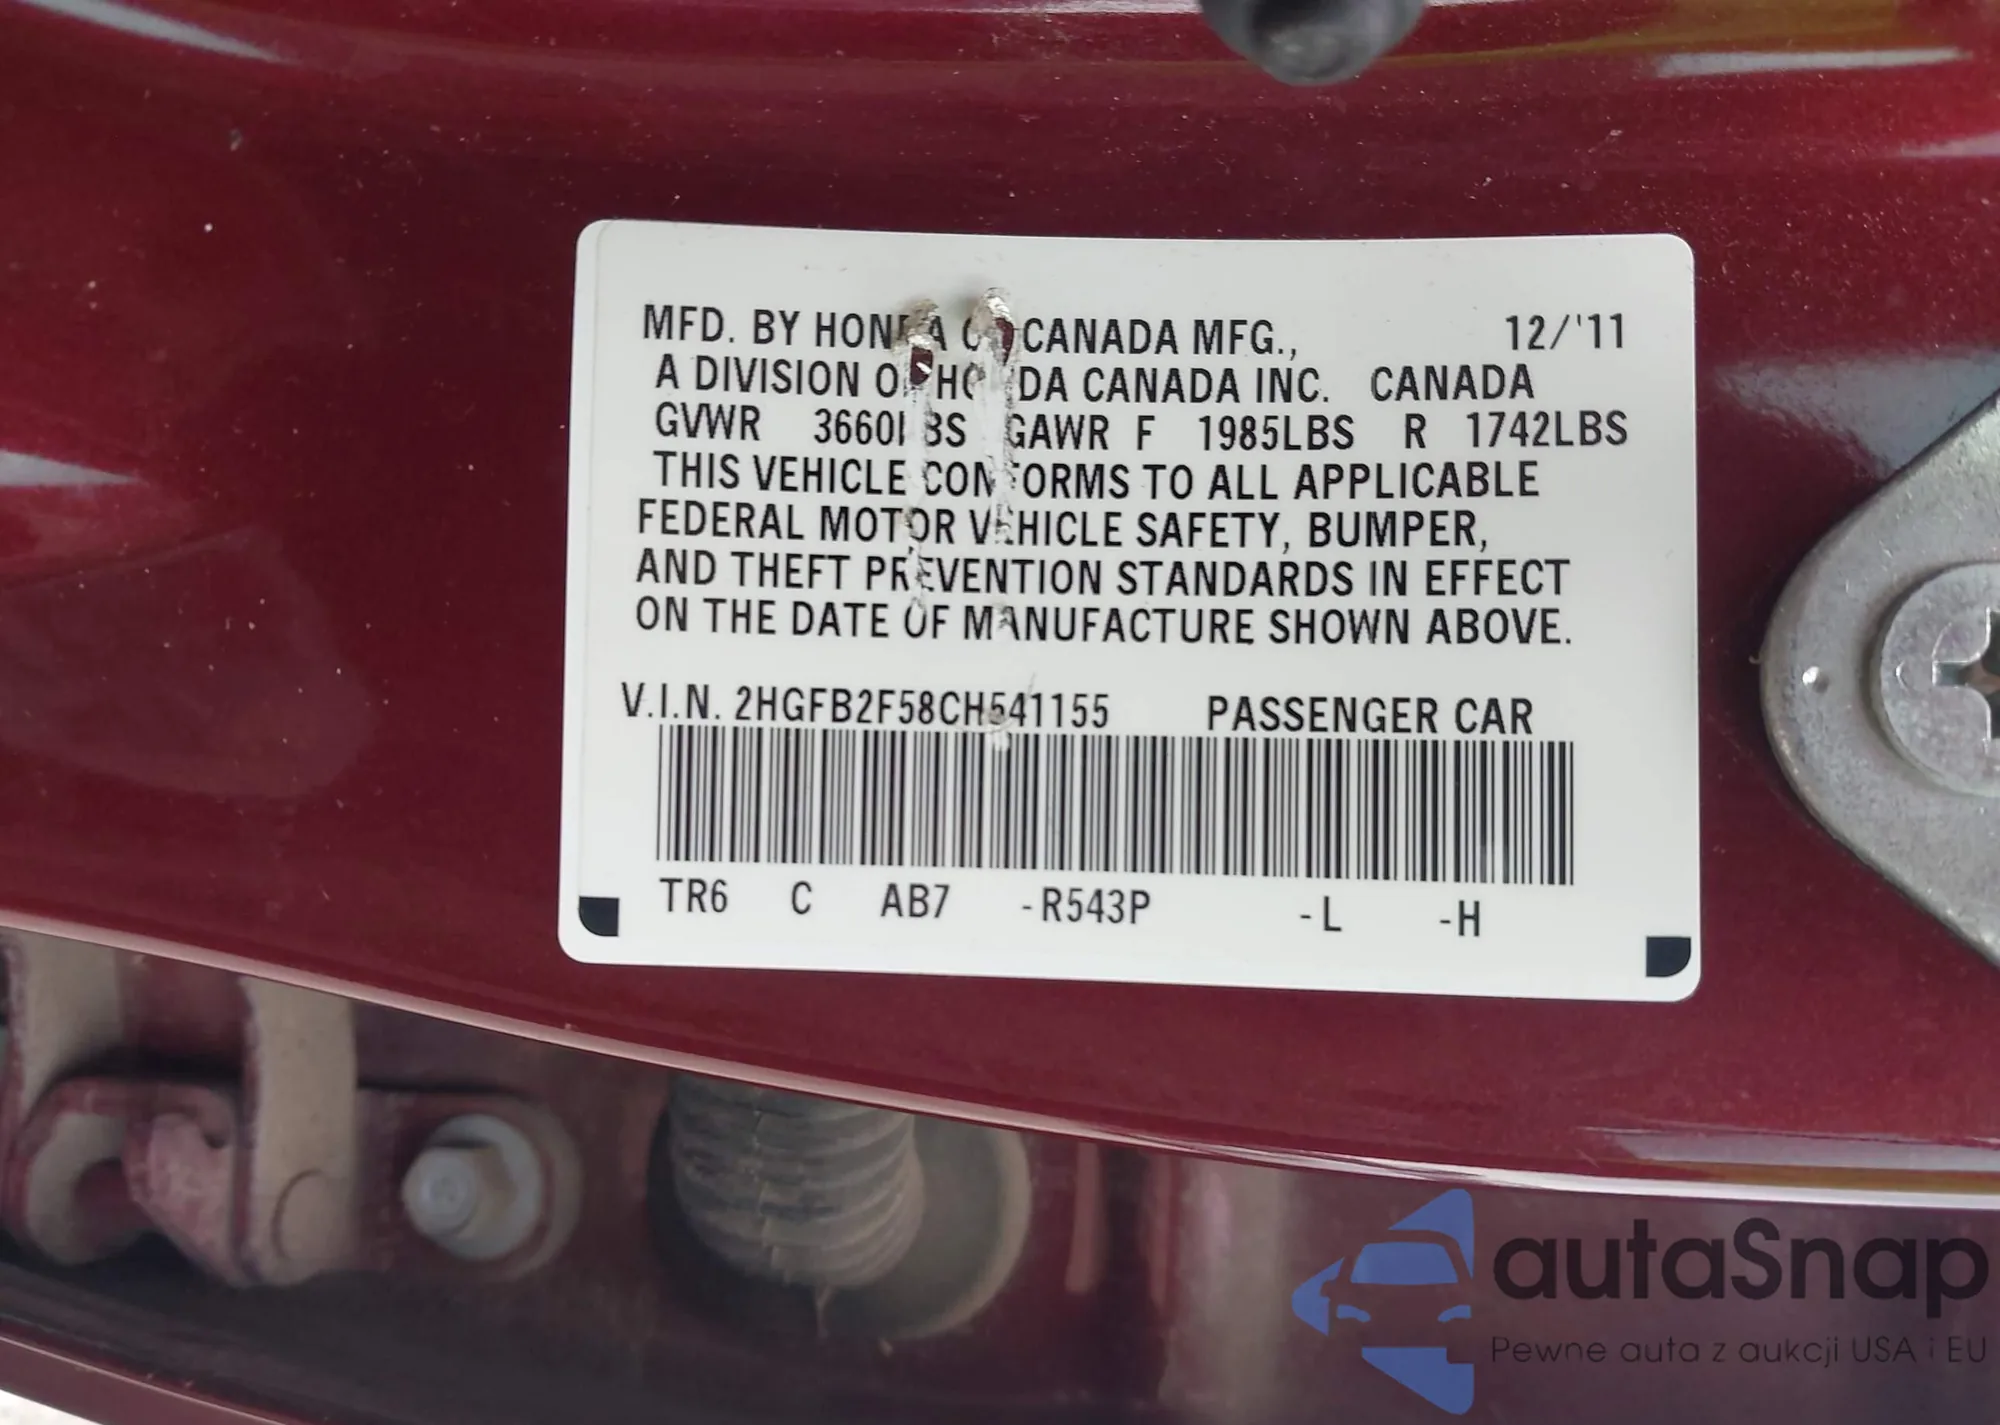 MFD. BY HONDA OF CANADA MFG., 12/'11
A DIVISION OF HONDA CANADA INC. CANADA
GVWR 3660LBS GAWR F 1985LBS R 1742LBS
THIS VEHICLE CONFORMS TO ALL APPLICABLE
FEDERAL MOTOR VEHICLE SAFETY, BUMPER,
AND THEFT PREVENTION STANDARDS IN EFFECT
ON THE DATE OF MANUFACTURE SHOWN ABOVE.
V.I.N. 2HGFB2F58CH541155 PASSENGER CAR
TR6 C AB7 -R543P -L -H
autaSnap
Pewne auta z aukcji USA i EU